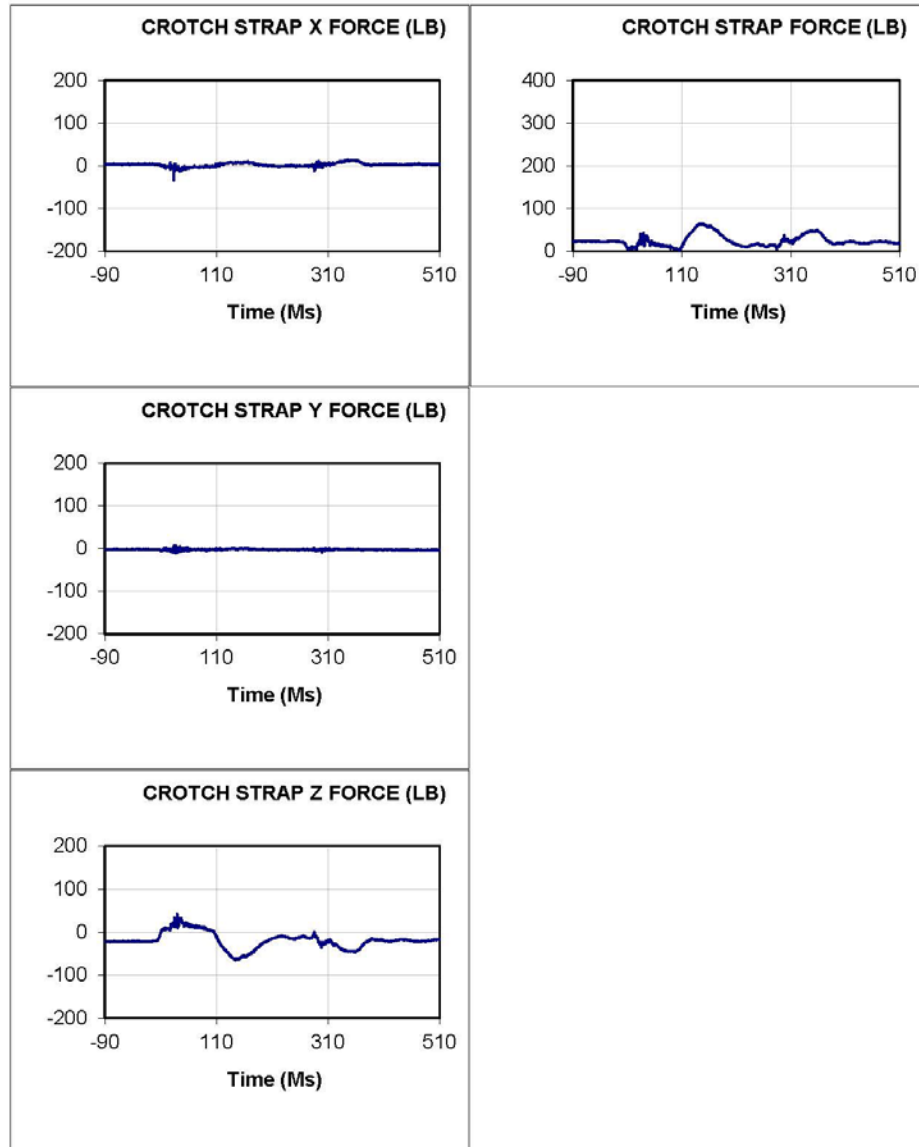 CROTCH STRAP X FORCE (LB)
200
100
0
-100
-200
-90 110 310 510
Time (Ms)
CROTCH STRAP FORCE (LB)
400
300
200
100
0
-90 110 310 510
Time (Ms)
CROTCH STRAP Y FORCE (LB)
200
100
0
-100
-200
-90 110 310 510
Time (Ms)
CROTCH STRAP Z FORCE (LB)
200
100
0
-100
-200
-90 110 310 510
Time (Ms)